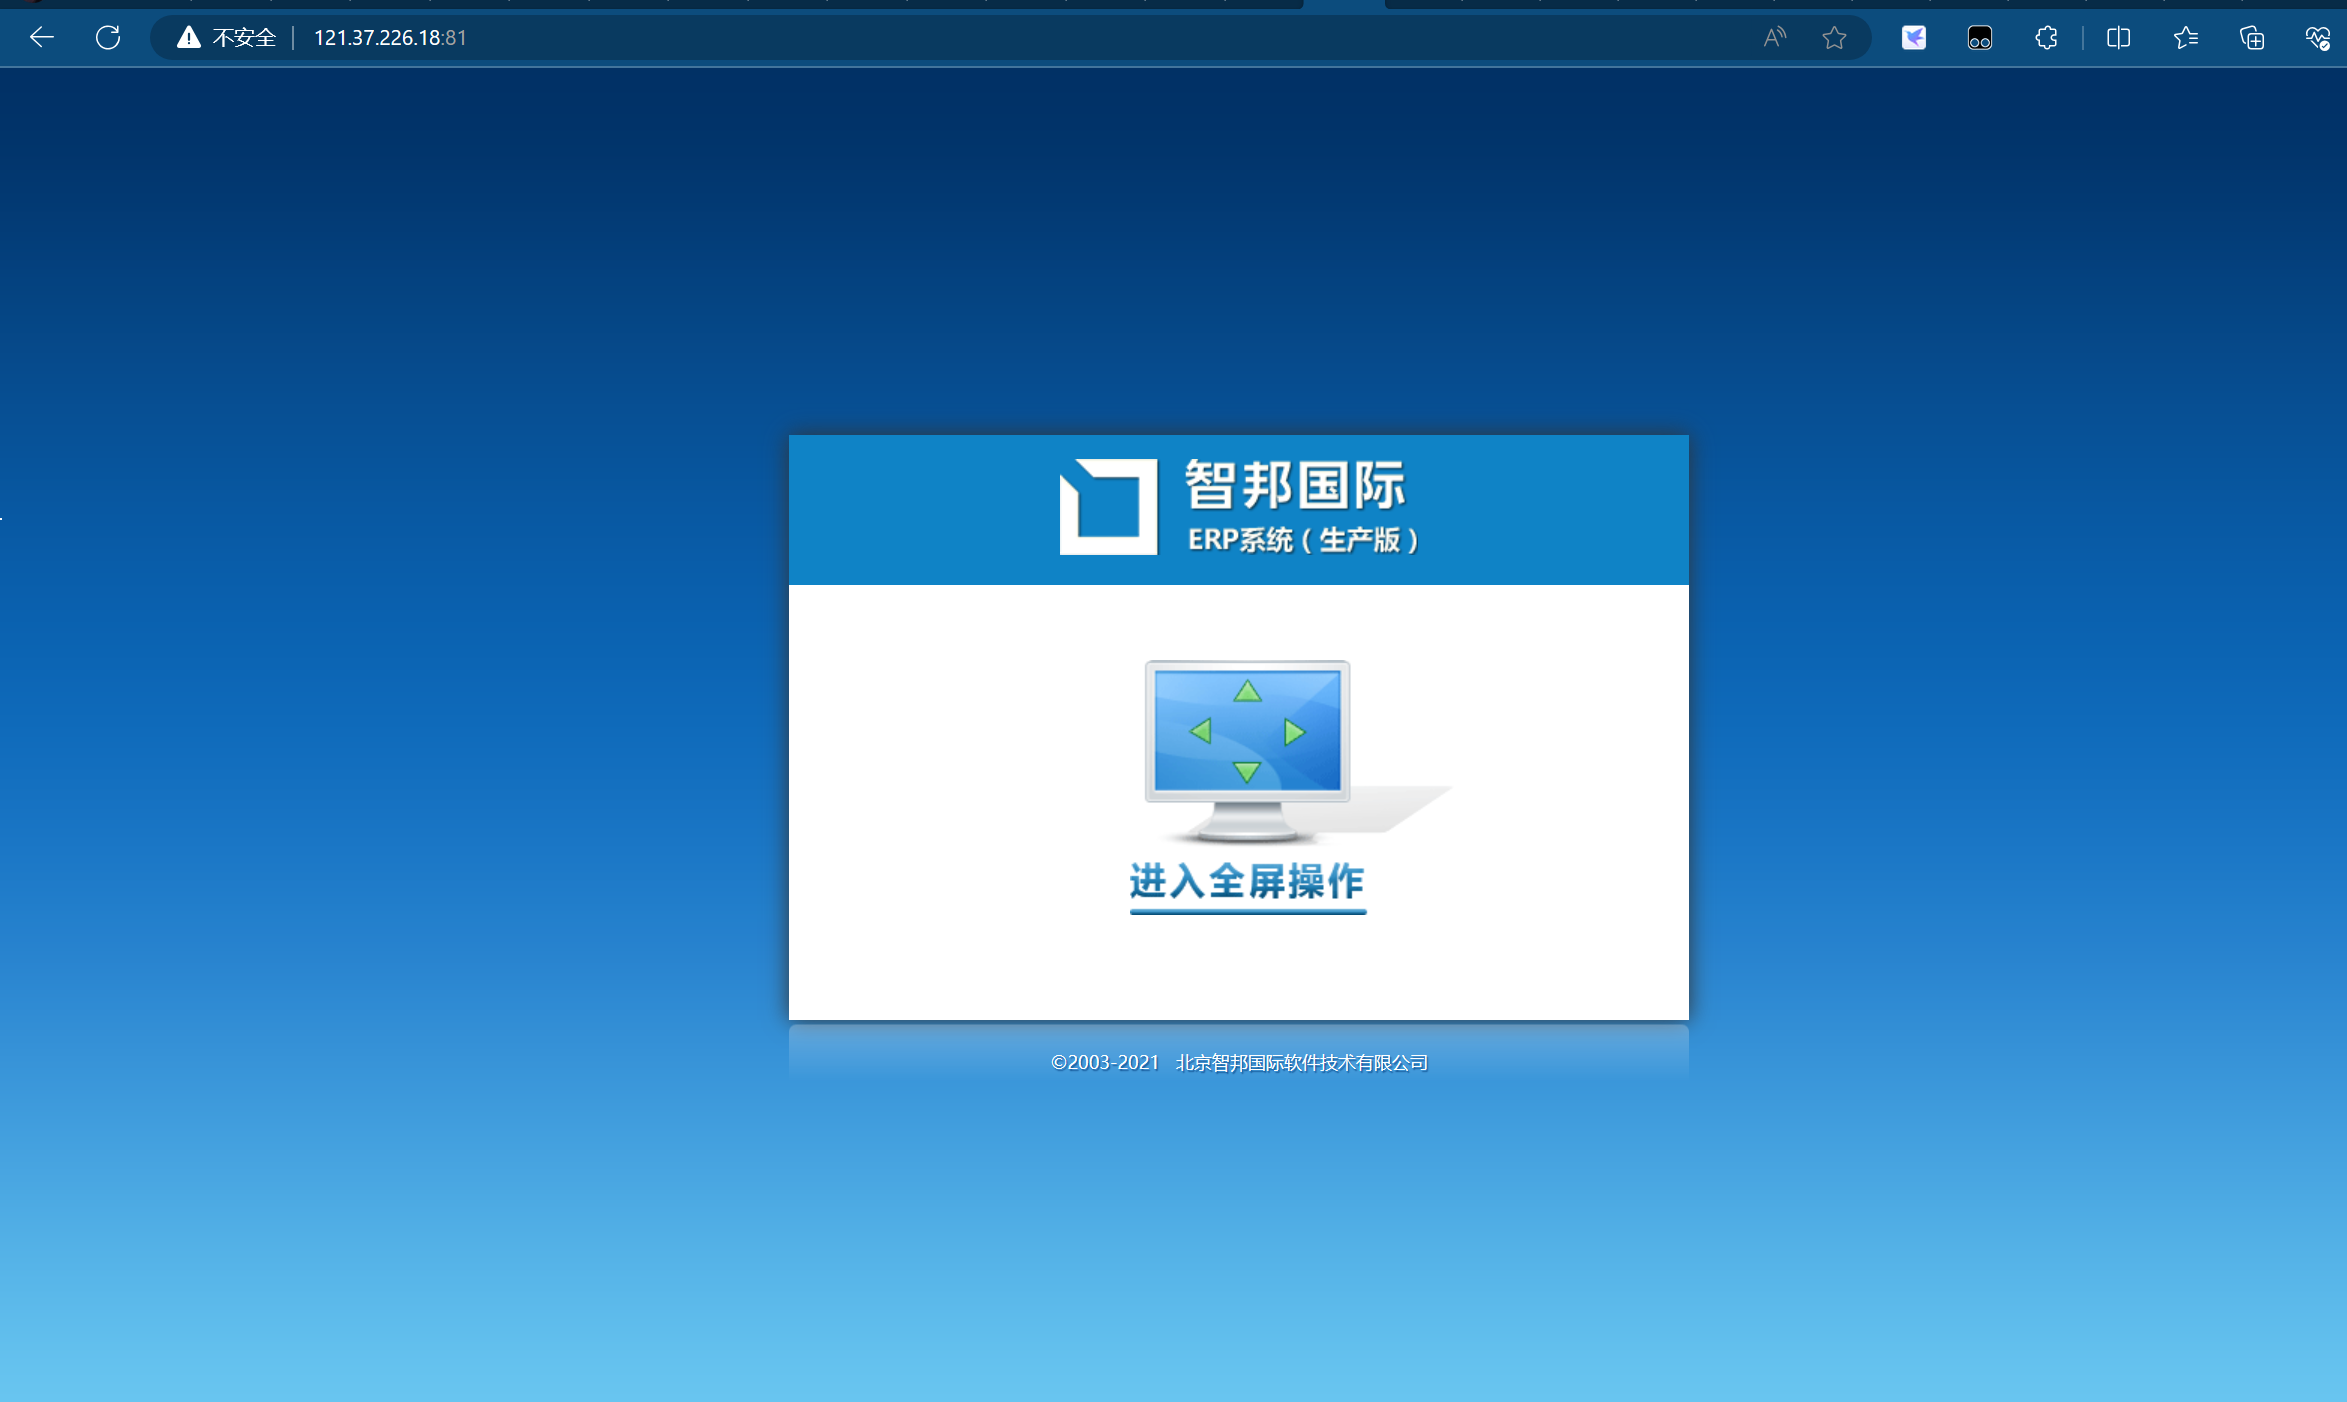 不安全 121.37.226.18:81
智邦国际
ERP系统（生产版）
进入全屏操作
©2003-2021 北京智邦国际软件技术有限公司